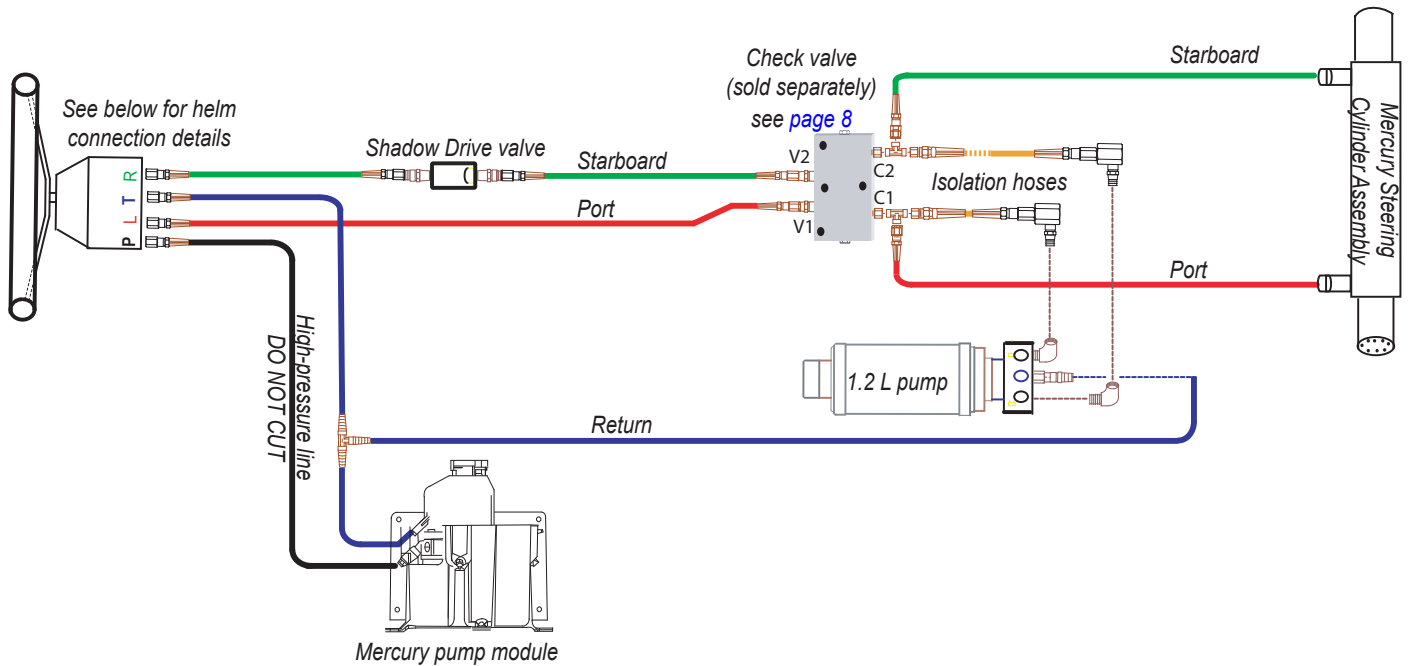 See below for helm
connection details
R
T
L
P
Shadow Drive valve
Starboard
Port
Check valve
(sold separately)
see page 8
V2
C2
C1
V1
Isolation hoses
Starboard
Port
Mercury Steering
Cylinder Assembly
High-pressure line
DO NOT CUT
1.2 L pump
Return
Mercury pump module